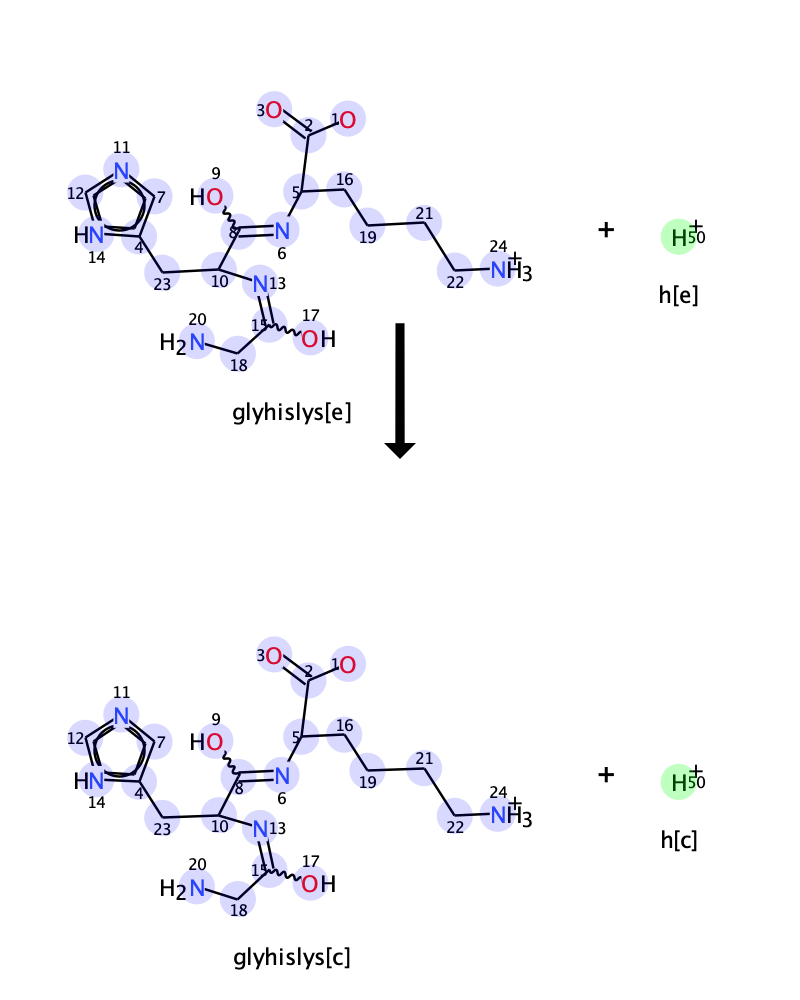 3O 2 1O
11
N
9
16
12 7 HO 5 21
8 N 19 24
HN 4 6 NH3+
14 22
23 10 N13
20 15 17
H2N OH
18
glyhislys[e]
+
H+50
h[e]
3O 2 1O
11
N
9
16
12 7 HO 5 21
8 N 19 24
HN 4 6 NH3+
14 22
23 10 N13
20 15 17
H2N OH
18
glyhislys[c]
+
H+50
h[c]